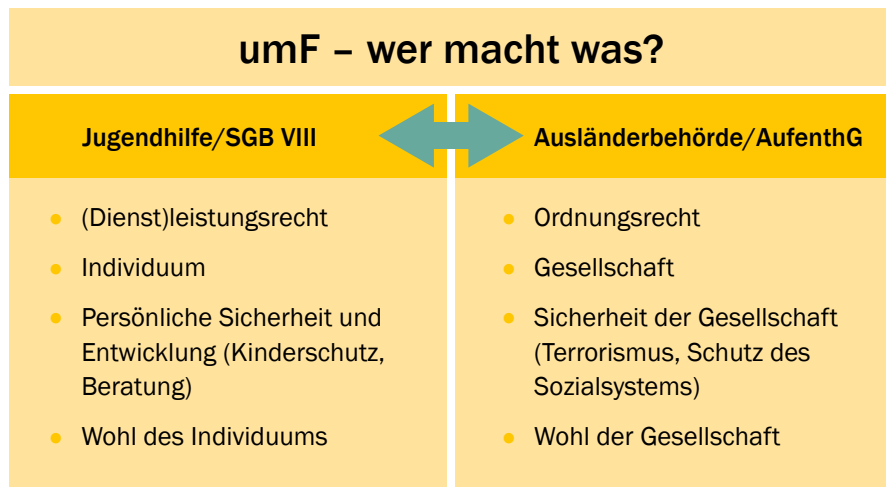 umF – wer macht was?
Jugendhilfe/SGB VIII
(Dienst)leistungsrecht
Individuum
Persönliche Sicherheit und
Entwicklung (Kinderschutz,
Beratung)
Wohl des Individuums
Ausländerbehörde/AufenthG
Ordnungsrecht
Gesellschaft
Sicherheit der Gesellschaft
(Terrorismus, Schutz des
Sozialsystems)
Wohl der Gesellschaft